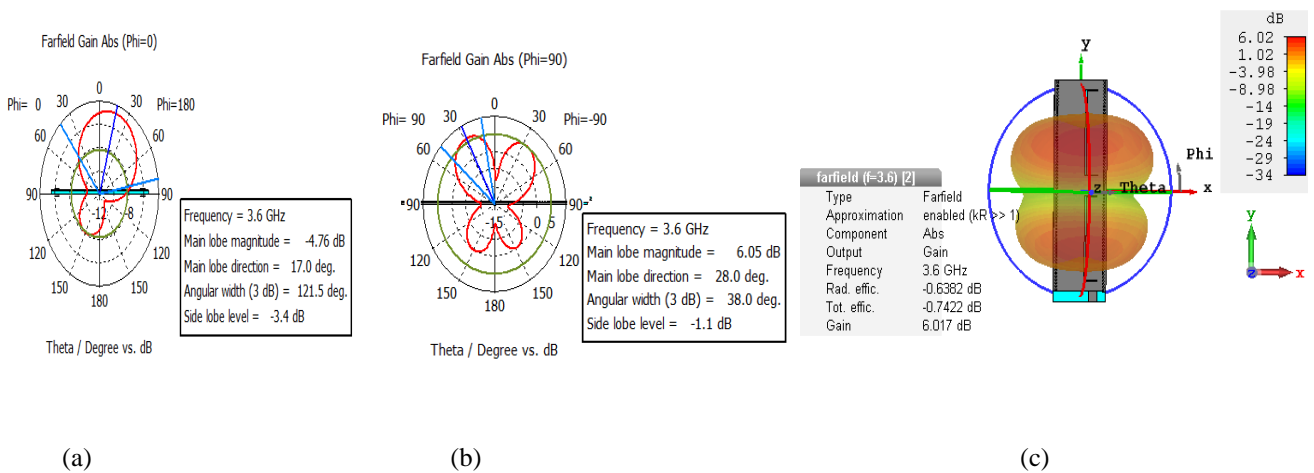 Farfield Gain Abs (Phi=0)
0
Phi= 0 30 30 Phi=180
60 60
90 90
-12 -8
120 120
150 150
180
Frequency = 3.6 GHz
Main lobe magnitude = -4.76 dB
Main lobe direction = 17.0 deg.
Angular width (3 dB) = 121.5 deg.
Side lobe level = -3.4 dB
Theta / Degree vs. dB
(a)
Farfield Gain Abs (Phi=90)
0
Phi= 90 30 30 Phi=-90
60 60
90 90
-15 0 5
120 120
150 150
180
Frequency = 3.6 GHz
Main lobe magnitude = 6.05 dB
Main lobe direction = 28.0 deg.
Angular width (3 dB) = 38.0 deg.
Side lobe level = -1.1 dB
Theta / Degree vs. dB
(b)
farfield (f=3.6) [2]
Type Farfield
Approximation enabled (kR >> 1)
Component Abs
Output Gain
Frequency 3.6 GHz
Rad. effic. -0.6382 dB
Tot. effic. -0.7422 dB
Gain 6.017 dB
y
Phi
z Theta x
dB
6.02
1.02
-3.98
-8.98
-14
-19
-24
-29
-34
y
z x
(c)